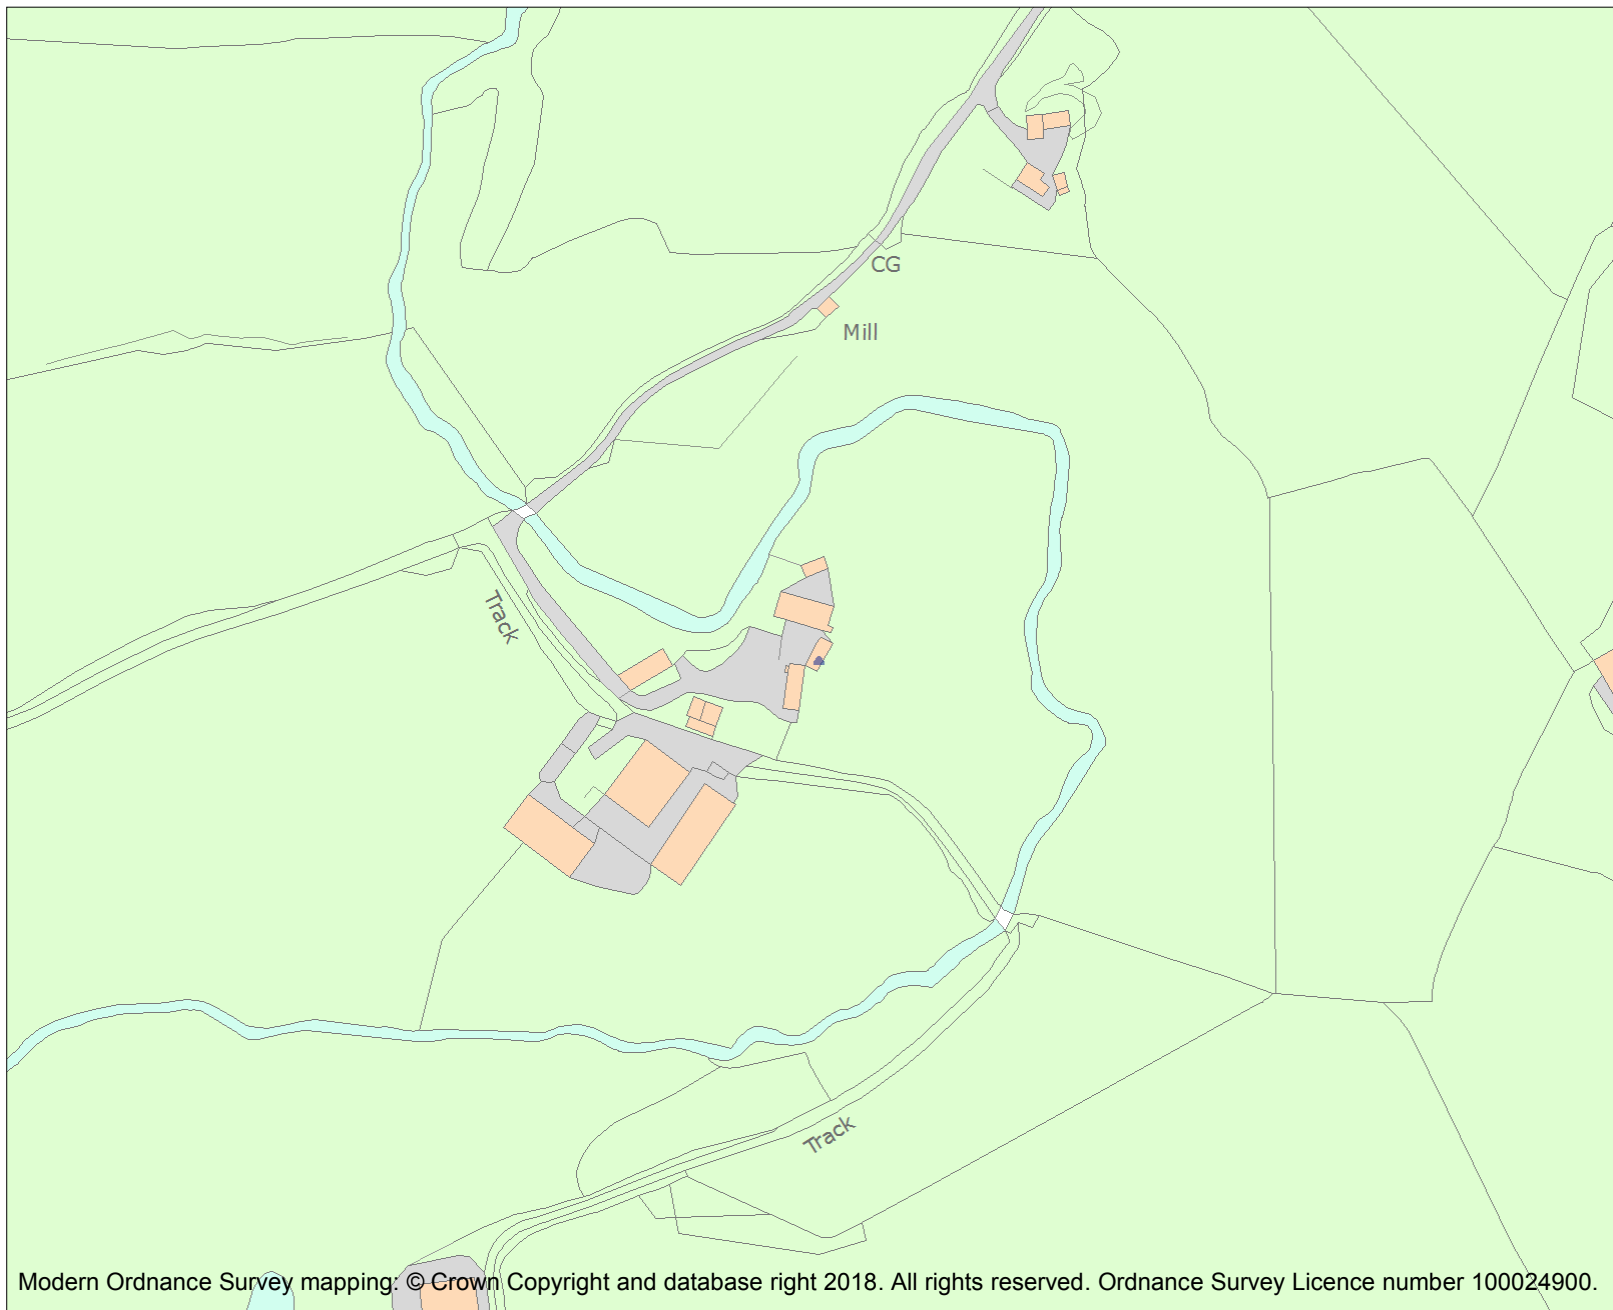 CG
Mill
Track
Track
Modern Ordnance Survey mapping: © Crown Copyright and database right 2018. All rights reserved. Ordnance Survey Licence number 100024900.